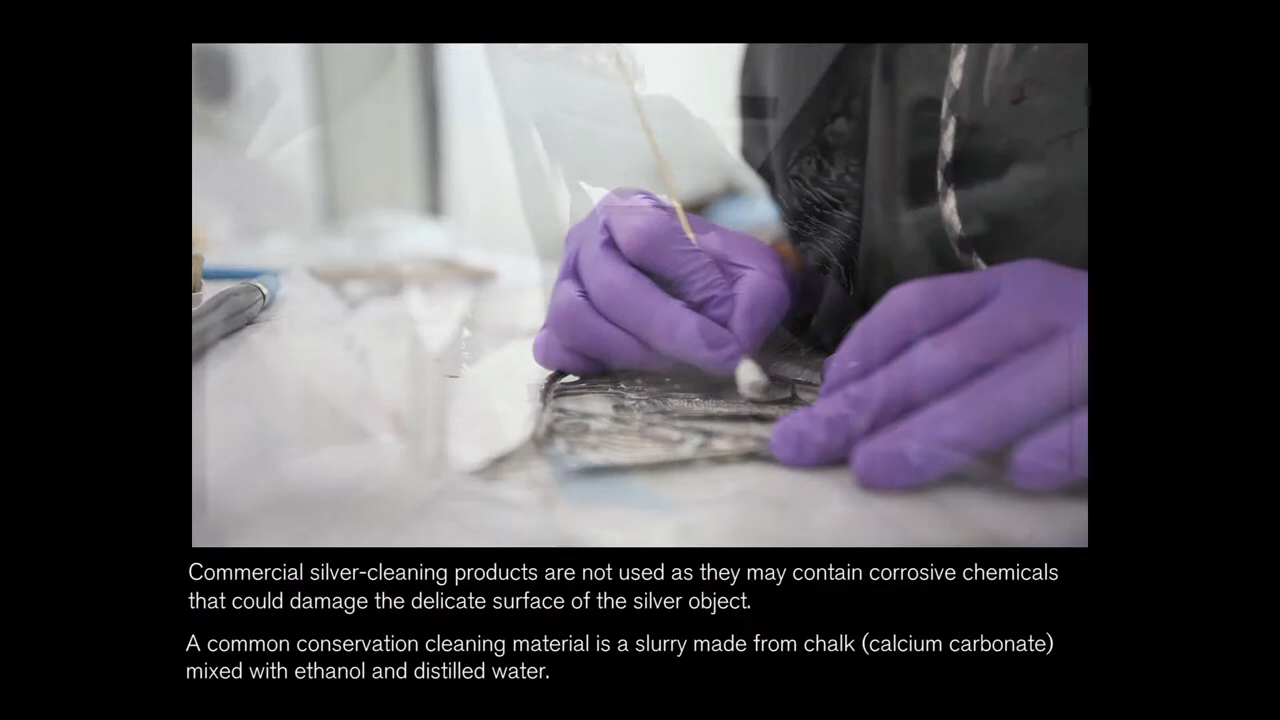 Commercial silver-cleaning products are not used as they may contain corrosive chemicals
that could damage the delicate surface of the silver object.
A common conservation cleaning material is a slurry made from chalk (calcium carbonate)
mixed with ethanol and distilled water.